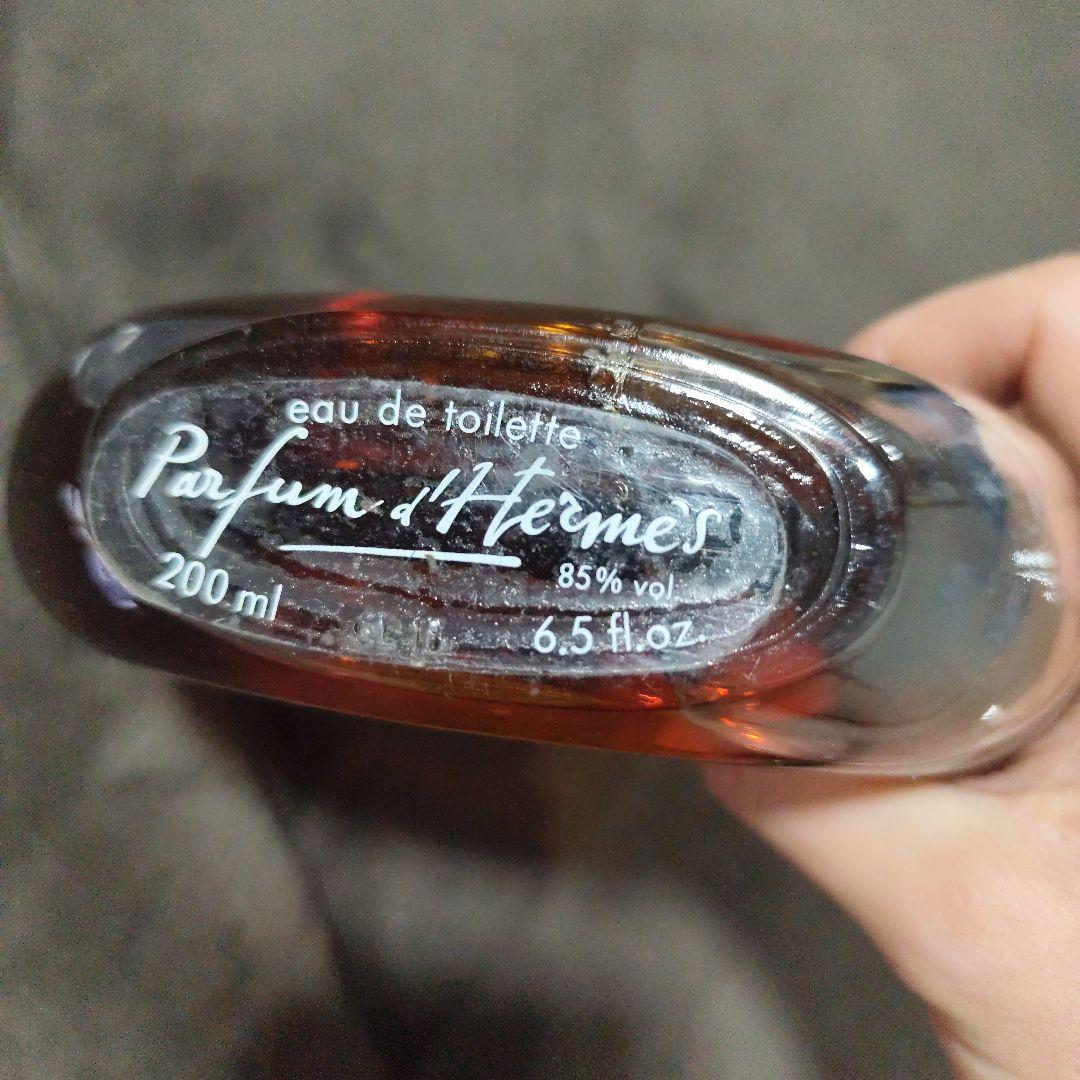 eau de toilette
Parfum d'Hermès
85% vol
200 ml
6.5 fl.oz.